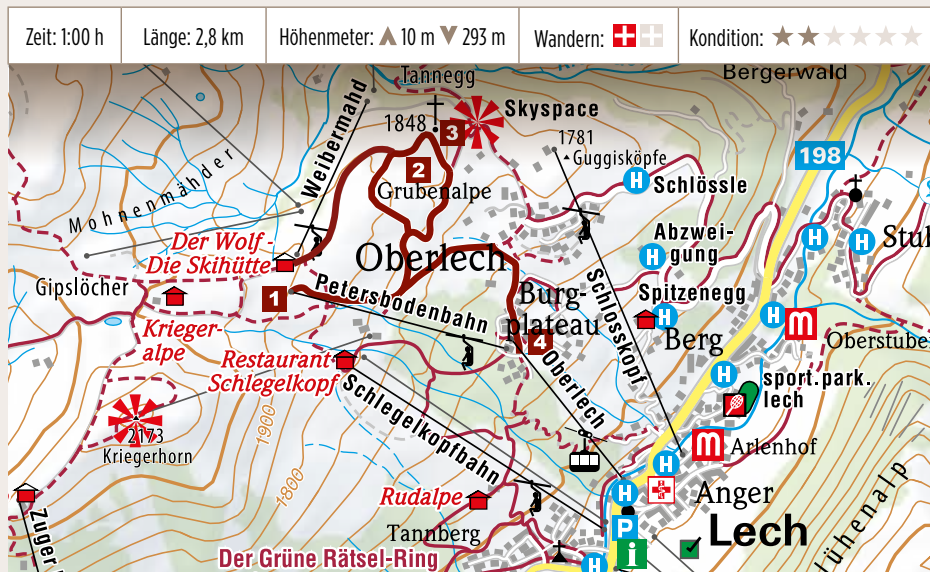 Zeit: 1:00 h
Länge: 2,8 km
Höhenmeter: 10 m 293 m
Wandern:
Kondition:
Tannegg
Bergerwald
Weibermahd
1848
3
Skyspace
1781
Guggisköpfe
198
2
Grubenalpe
H
Schlössle
Mohnenmähder
Der Wolf -
Die Skihütte
Oberlech
Abzwei-
gung
H
H
H
Stub
Gipslöcher
1
Petersbodenbahn
Burg-
plateau
Schlosskopf
Spitzenegg
H
Berg
H
m
Oberstube
Krieger-
alpe
4
Oberlech
Restaurant
Schlegelkopf
H
sport.park.
lech
Schlegelkopfbahn
1900
2173
Kriegerhorn
1800
m
Arlenhof
H
Rudalpe
H
Anger
Zuger
Tannberg
P
Lech
i
Der Grüne Rätsel-Ring
H
ühenalp